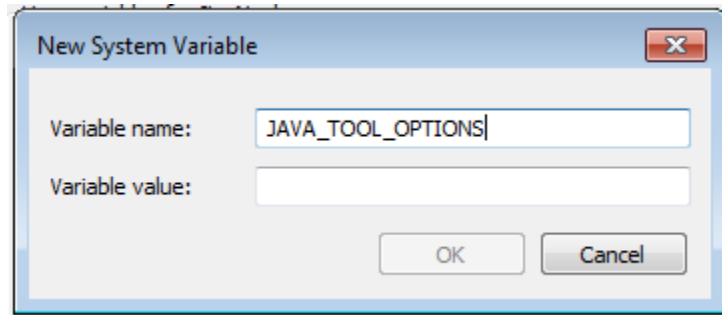 New System Variable
Variable name: JAVA_TOOL_OPTIONS
Variable value:
OK Cancel